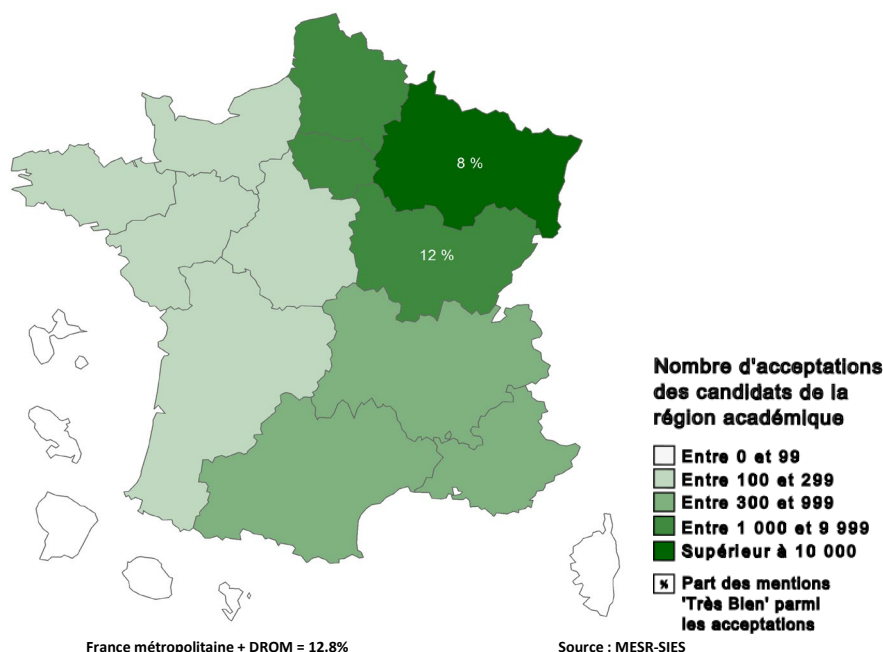 8 %
12 %
Nombre d'acceptations
des candidats de la
région académique
Entre 0 et 99
Entre 100 et 299
Entre 300 et 999
Entre 1 000 et 9 999
Supérieur à 10 000
% Part des mentions
'Très Bien' parmi
les acceptations
France métropolitaine + DROM = 12.8% Source : MESR-SIES